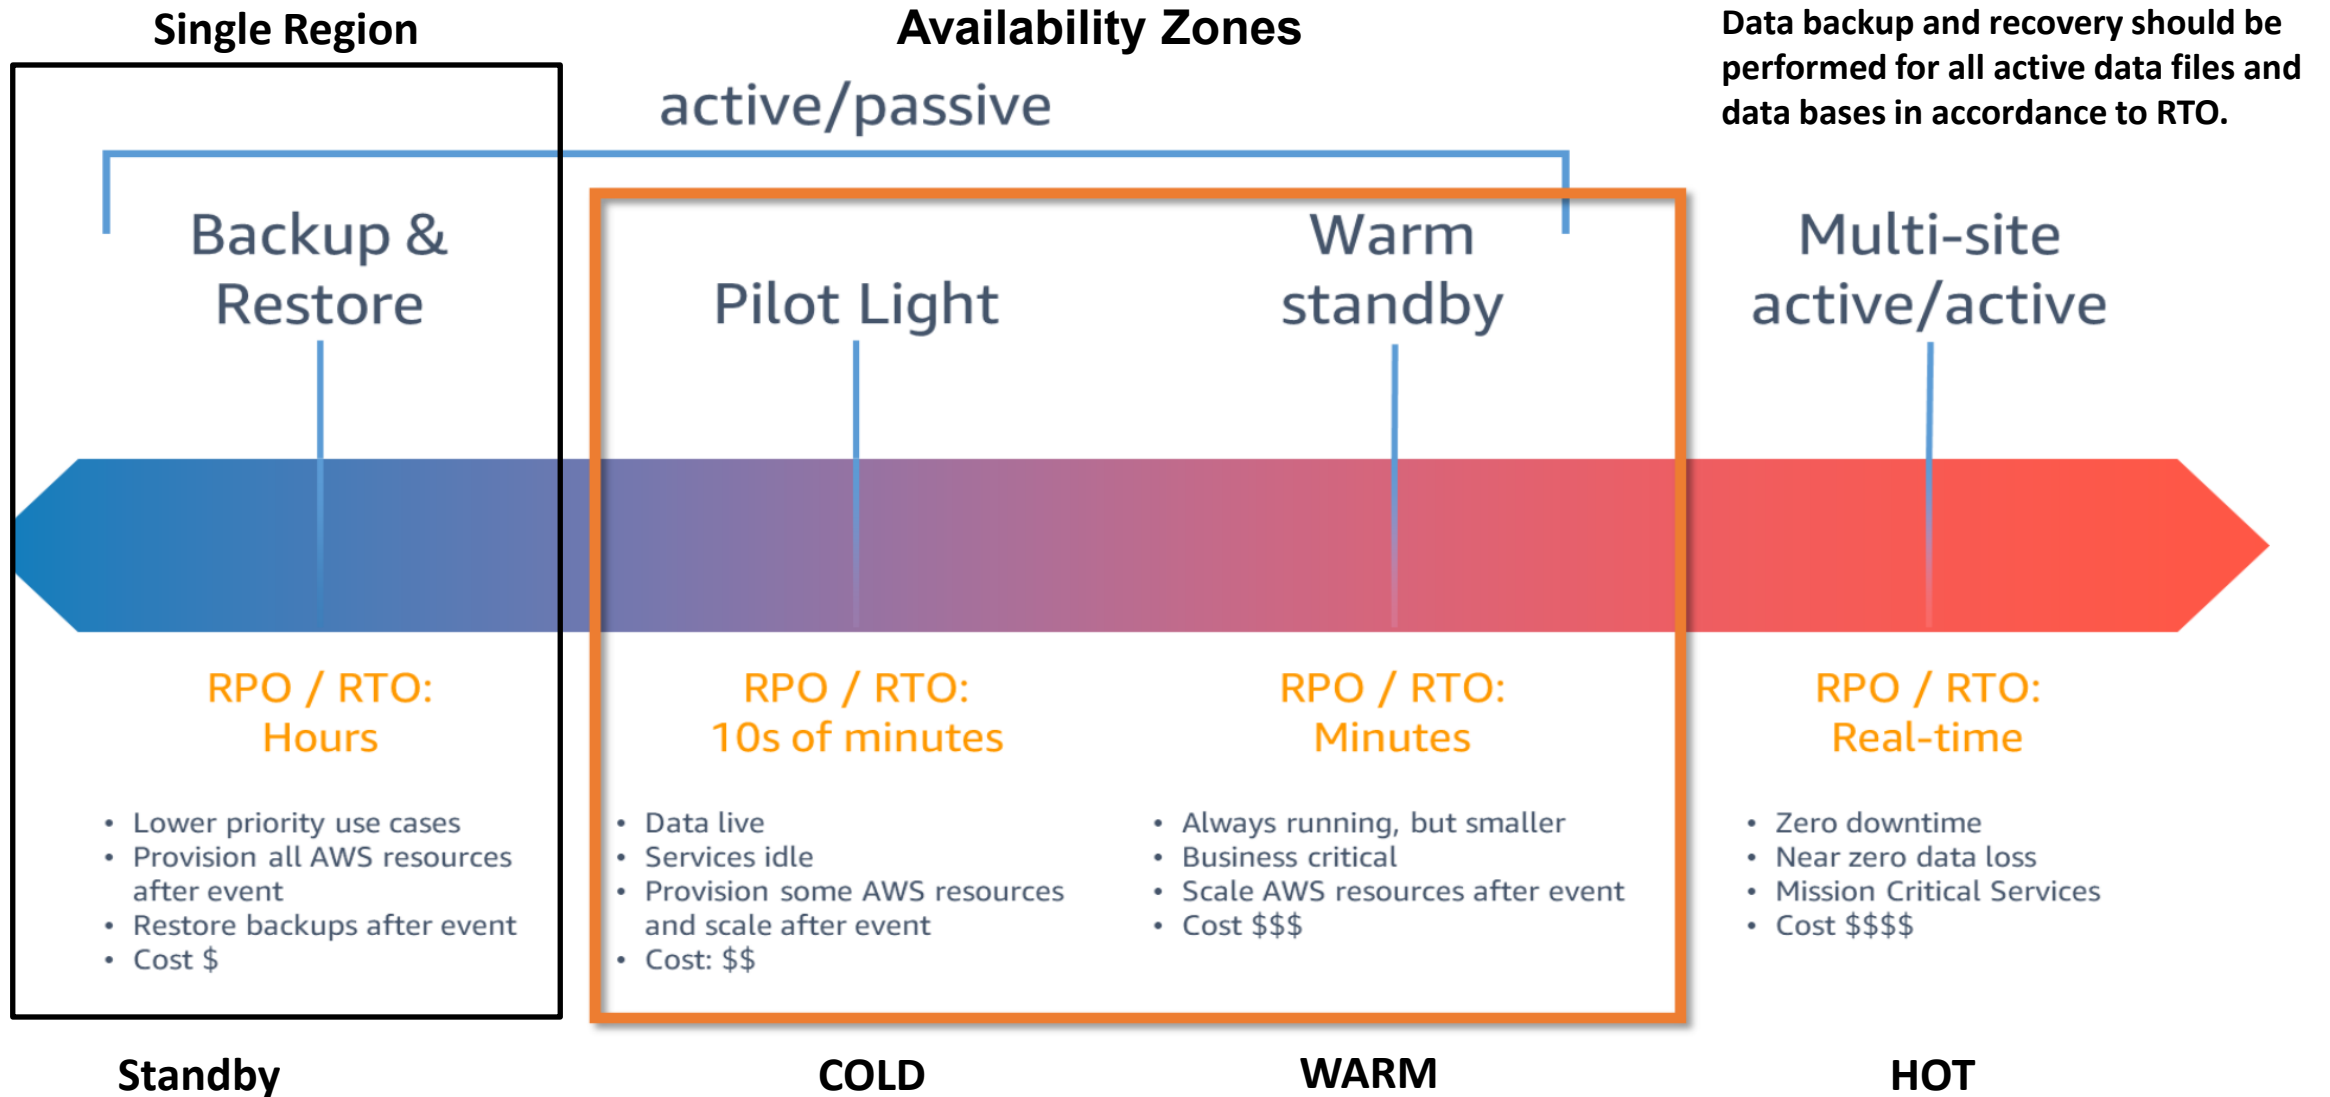 Single Region
Availability Zones
Data backup and recovery should be
performed for all active data files and
data bases in accordance to RTO.
active/passive
Backup &
Restore
Pilot Light
Warm
standby
Multi-site
active/active
RPO / RTO:
Hours
RPO / RTO:
10s of minutes
RPO / RTO:
Minutes
RPO / RTO:
Real-time
• Lower priority use cases
• Provision all AWS resources
after event
• Restore backups after event
• Cost $
• Data live
• Services idle
• Provision some AWS resources
and scale after event
• Cost: $$
• Always running, but smaller
• Business critical
• Scale AWS resources after event
• Cost $$$
• Zero downtime
• Near zero data loss
• Mission Critical Services
• Cost $$$$
Standby
COLD
WARM
HOT